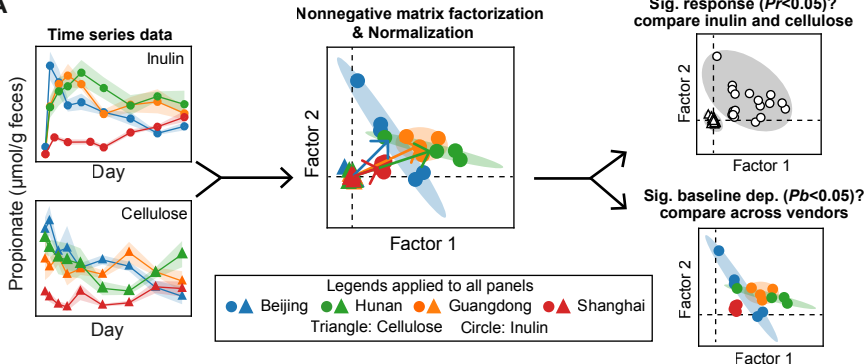 A
Time series data
Inulin
Day
Propionate (µmol/g feces)
Cellulose
Day
Nonnegative matrix factorization
& Normalization
Factor 2
Factor 1
Sig. response (Pr<0.05)?
compare inulin and cellulose
Factor 2
Factor 1
Sig. baseline dep. (Pb<0.05)?
compare across vendors
Factor 2
Factor 1
Legends applied to all panels
Beijing Hunan Guangdong Shanghai
Triangle: Cellulose Circle: Inulin